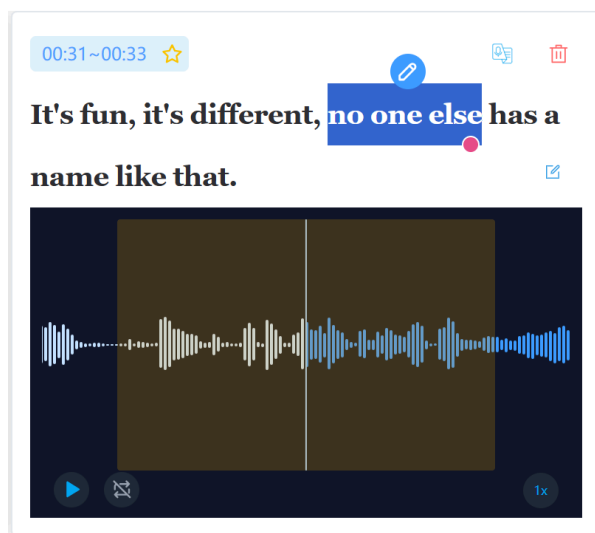 00:31~00:33
It's fun, it's different, no one else has a
name like that.
1x